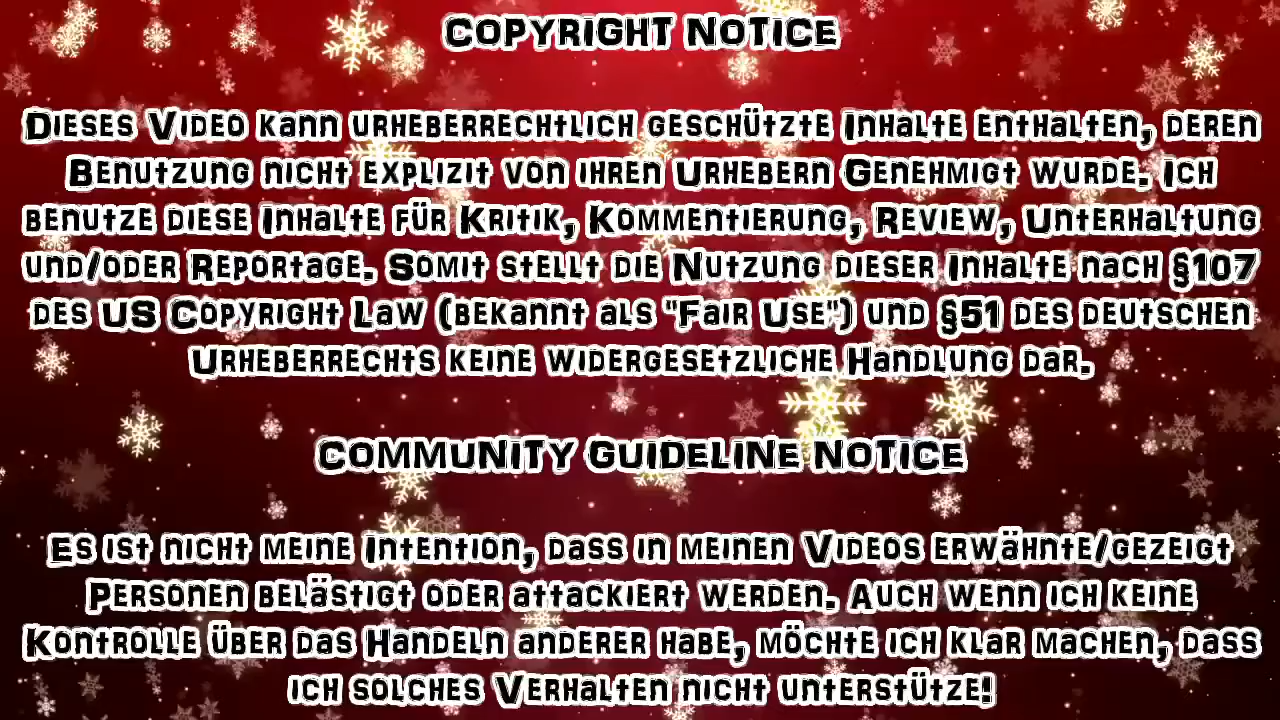 COPYRIGHT NOTICE
Dieses Video kann urheberrechtlich geschützte Inhalte enthalten, deren
Benutzung nicht explizit von ihren Urhebern Genehmigt wurde. Ich
benutze diese Inhalte für Kritik, Kommentierung, Review, Unterhaltung
und/oder Reportage. Somit stellt die Nutzung dieser Inhalte nach §107
des US Copyright Law (bekannt als "Fair Use") und §51 des deutschen
Urheberrechts keine widergesetzliche Handlung dar.
COMMUNITY GUIDELINE NOTICE
Es ist nicht meine Intention, dass in meinen Videos erwähnte/gezeigt
Personen belästigt oder attackiert werden. Auch wenn ich keine
Kontrolle über das Handeln anderer habe, möchte ich klar machen, dass
ich solches Verhalten nicht unterstütze!